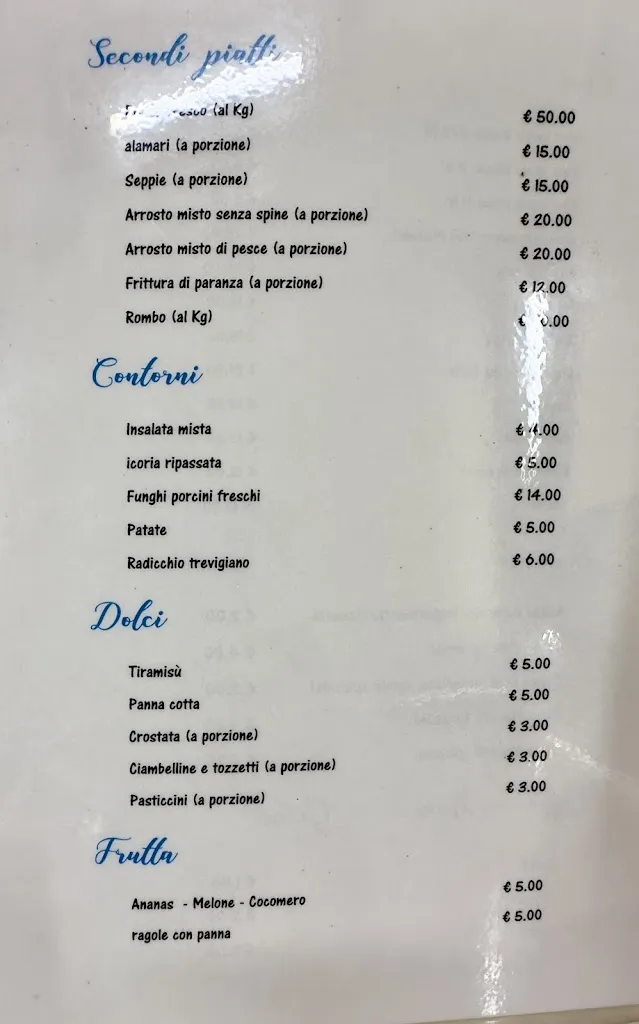 Secondi piatti
(al Kg) € 50.00
alamari (a porzione) € 15.00
Seppie (a porzione) € 15.00
Arrosto misto senza spine (a porzione) € 20.00
Arrosto misto di pesce (a porzione) € 20.00
Frittura di paranza (a porzione) € 12.00
Rombo (al Kg) €
Contorni
Insalata mista € 4.00
icoria ripassata € 5.00
Funghi porcini freschi € 14.00
Patate € 5.00
Radicchio trevigiano € 6.00
Dolci
Tiramisù € 5.00
Panna cotta € 5.00
Crostata (a porzione) € 3.00
Ciambelline e tozzetti (a porzione) € 3.00
Pasticcini (a porzione) € 3.00
Frutta
Ananas - Melone - Cocomero € 5.00
ragole con panna € 5.00